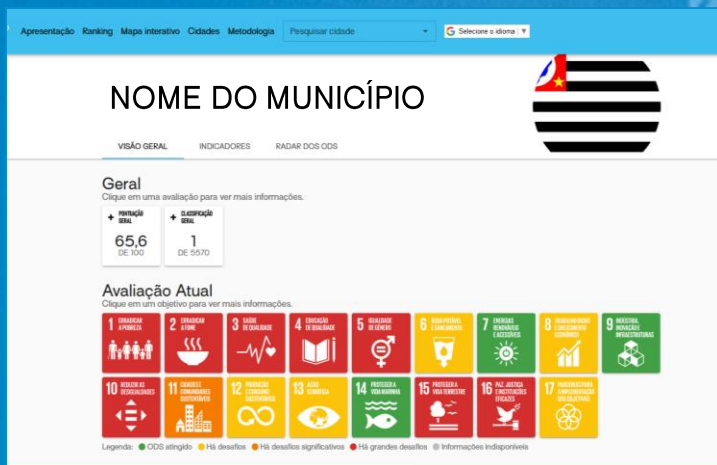 Apresentação Ranking Mapa interativo Cidades Metodologia Pesquisar cidade Selecione o idoma ▼
NOME DO MUNICÍPIO
VISÃO GERAL INDICADORES RADAR DOS ODS
Geral
Clique em uma avaliação para ver mais informações.
+ PONTUAÇÃO GERAL
65,6
DE 100
+ CLASSIFICAÇÃO GERAL
1
DE 5570
Avaliação Atual
Clique em um objetivo para ver mais informações.
1 ERRADICAR A POBREZA
2 ERRADICAR A FOME
3 SAÚDE DE QUALIDADE
4 EDUCAÇÃO DE QUALIDADE
5 IGUALDADE DE GÉNERO
6 ÁGUA POTÁVEL E SANEAMENTO
7 ENERGIAS RENOVÁVEIS E ACESSÍVEIS
8 TRABALHO DIGNO E CRESCIMENTO ECONÓMICO
9 INDÚSTRIA, INOVAÇÃO E INFRAESTRUTURAS
10 REDUZIR AS DESIGUALDADES
11 CIDADES E COMUNIDADES SUSTENTÁVEIS
12 PRODUÇÃO E CONSUMO SUSTENTÁVEIS
13 AÇÃO CLIMÁTICA
14 PROTEGER A VIDA MARINHA
15 PROTEGER A VIDA TERRESTRE
16 PAZ, JUSTIÇA E INSTITUIÇÕES EFICAZES
17 PARCERIAS PARA A IMPLEMENTAÇÃO DOS OBJETIVOS
Legenda: ODS atingido Há desafios Há desafios significativos Há grandes desafios Informações indisponíveis